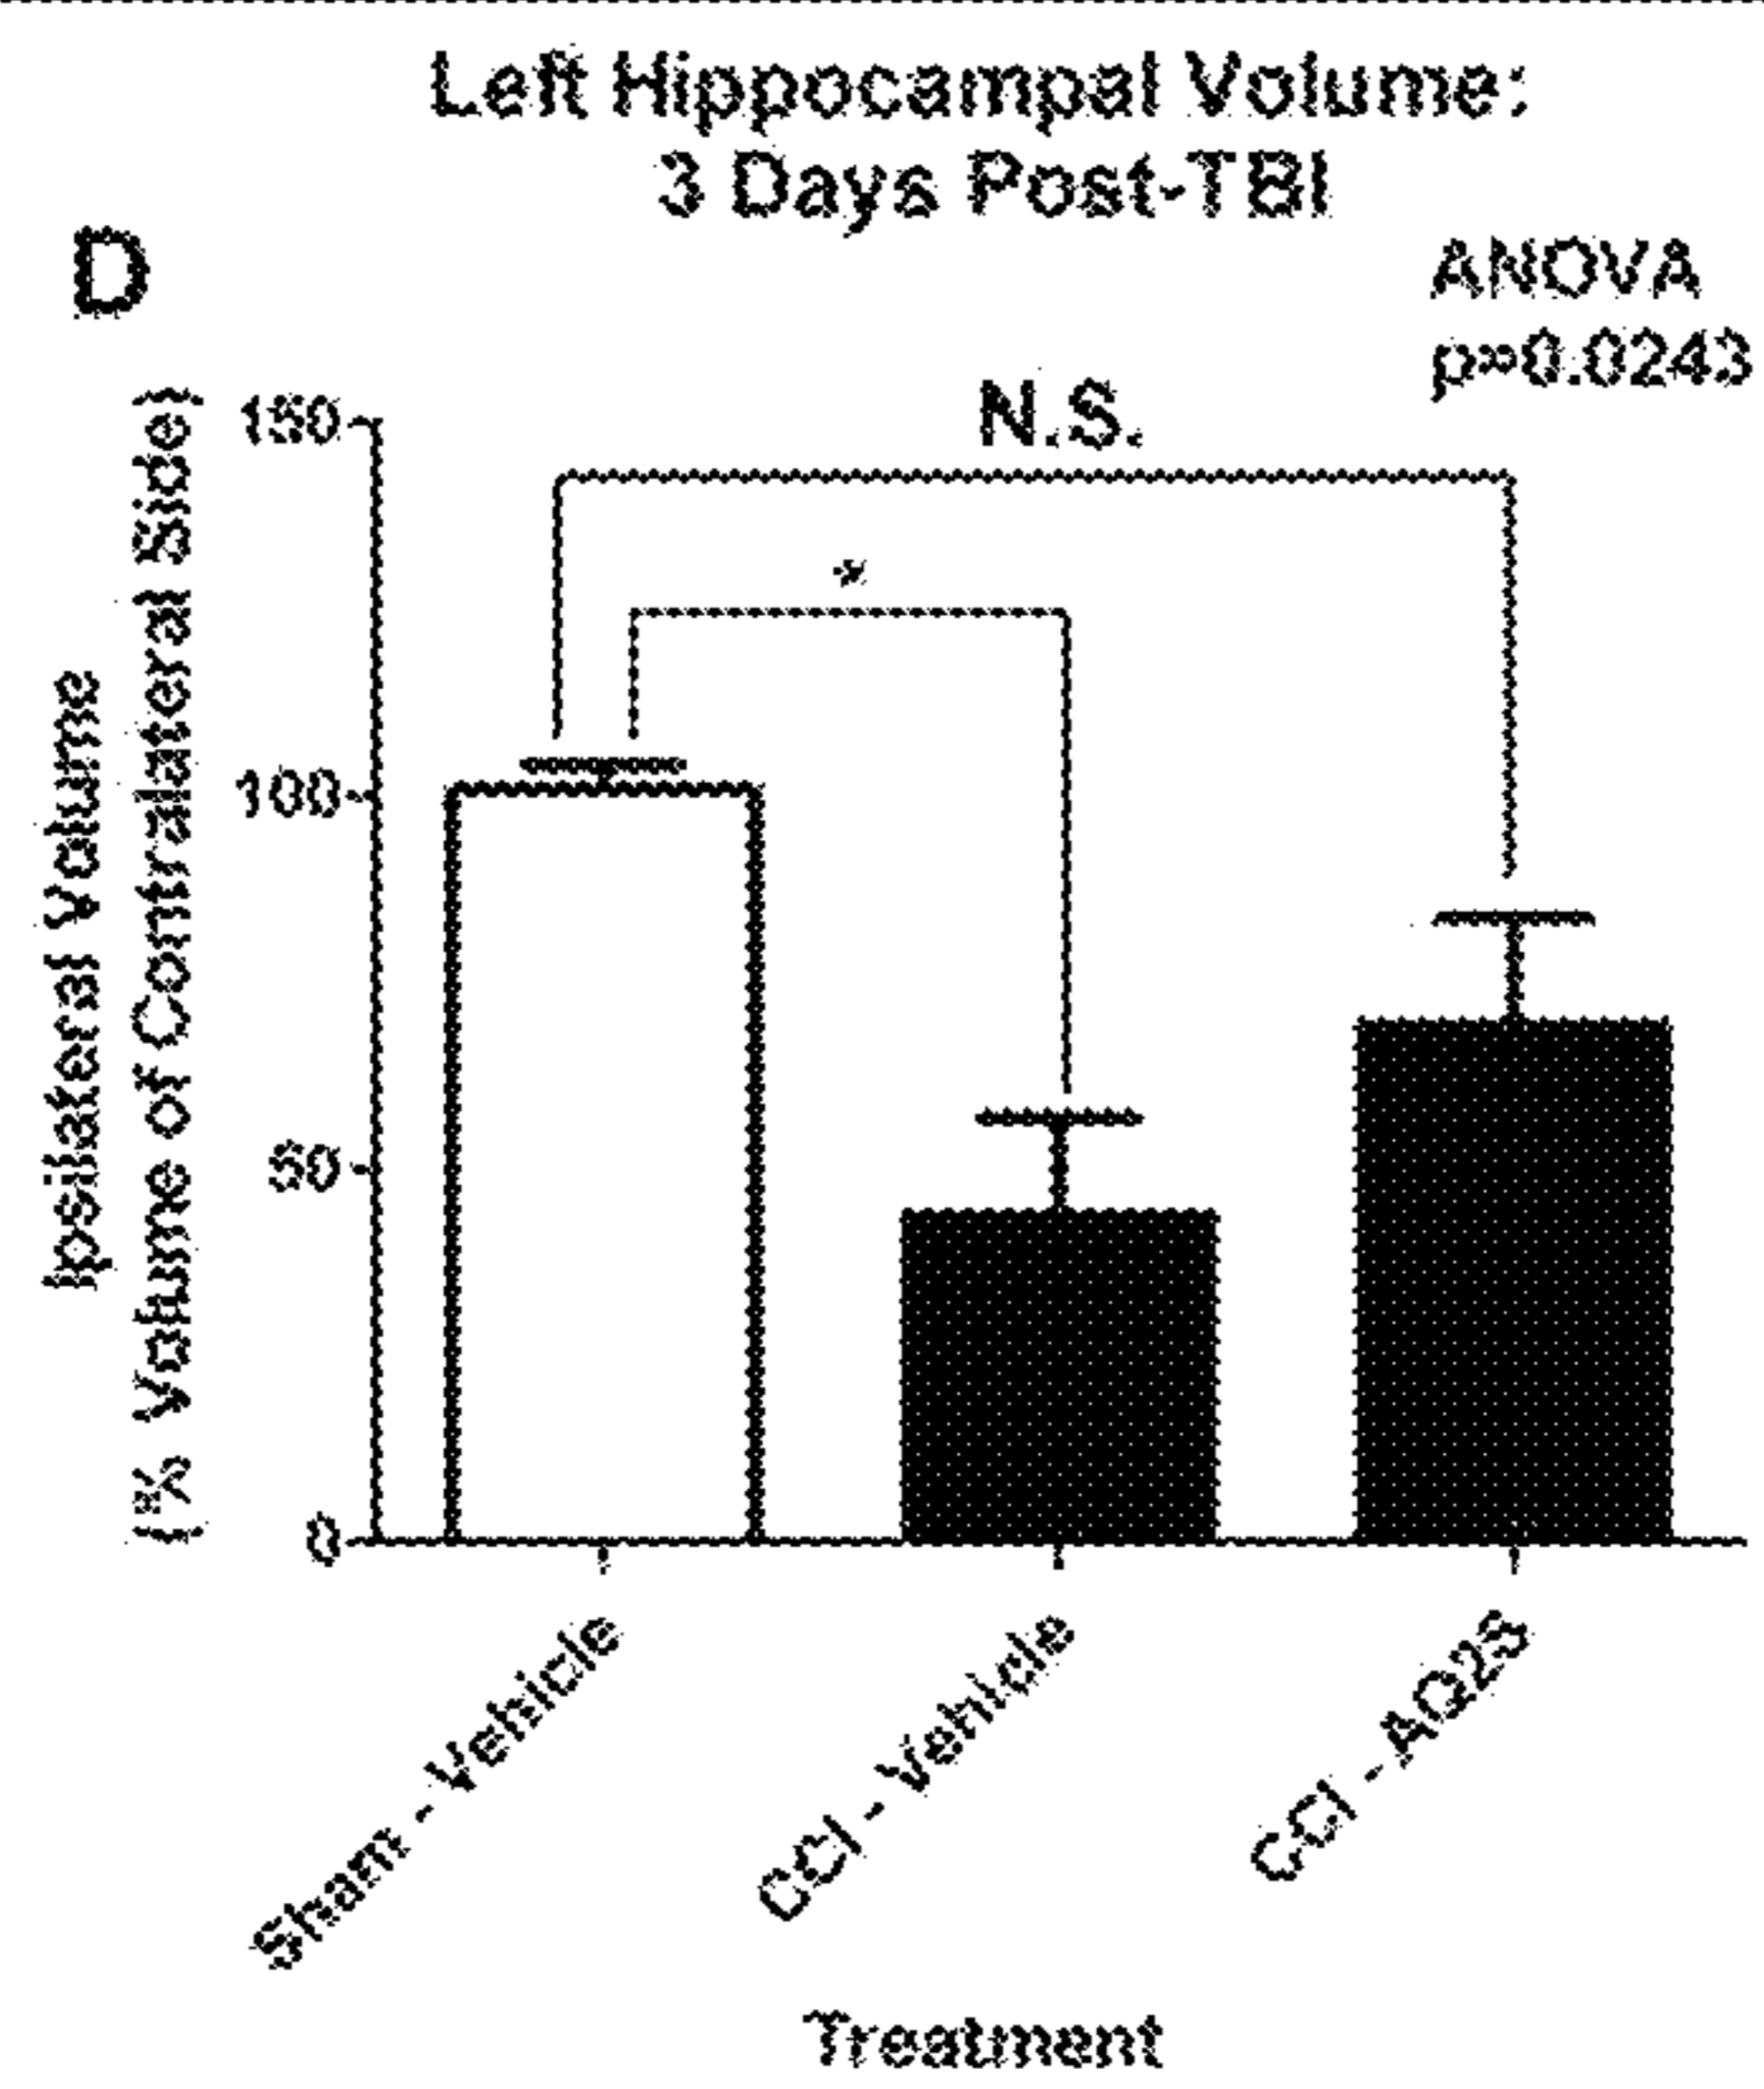 Left Hippocampal Volume:
3 Days Post-TBI
D
ANOVA
p=0.0243
N.S.
*
Ipsilateral Volume
(% Volume of Contralateral Side)
150
100
50
0
Sham - Vehicle
CCI - Vehicle
CCI -
Treatment